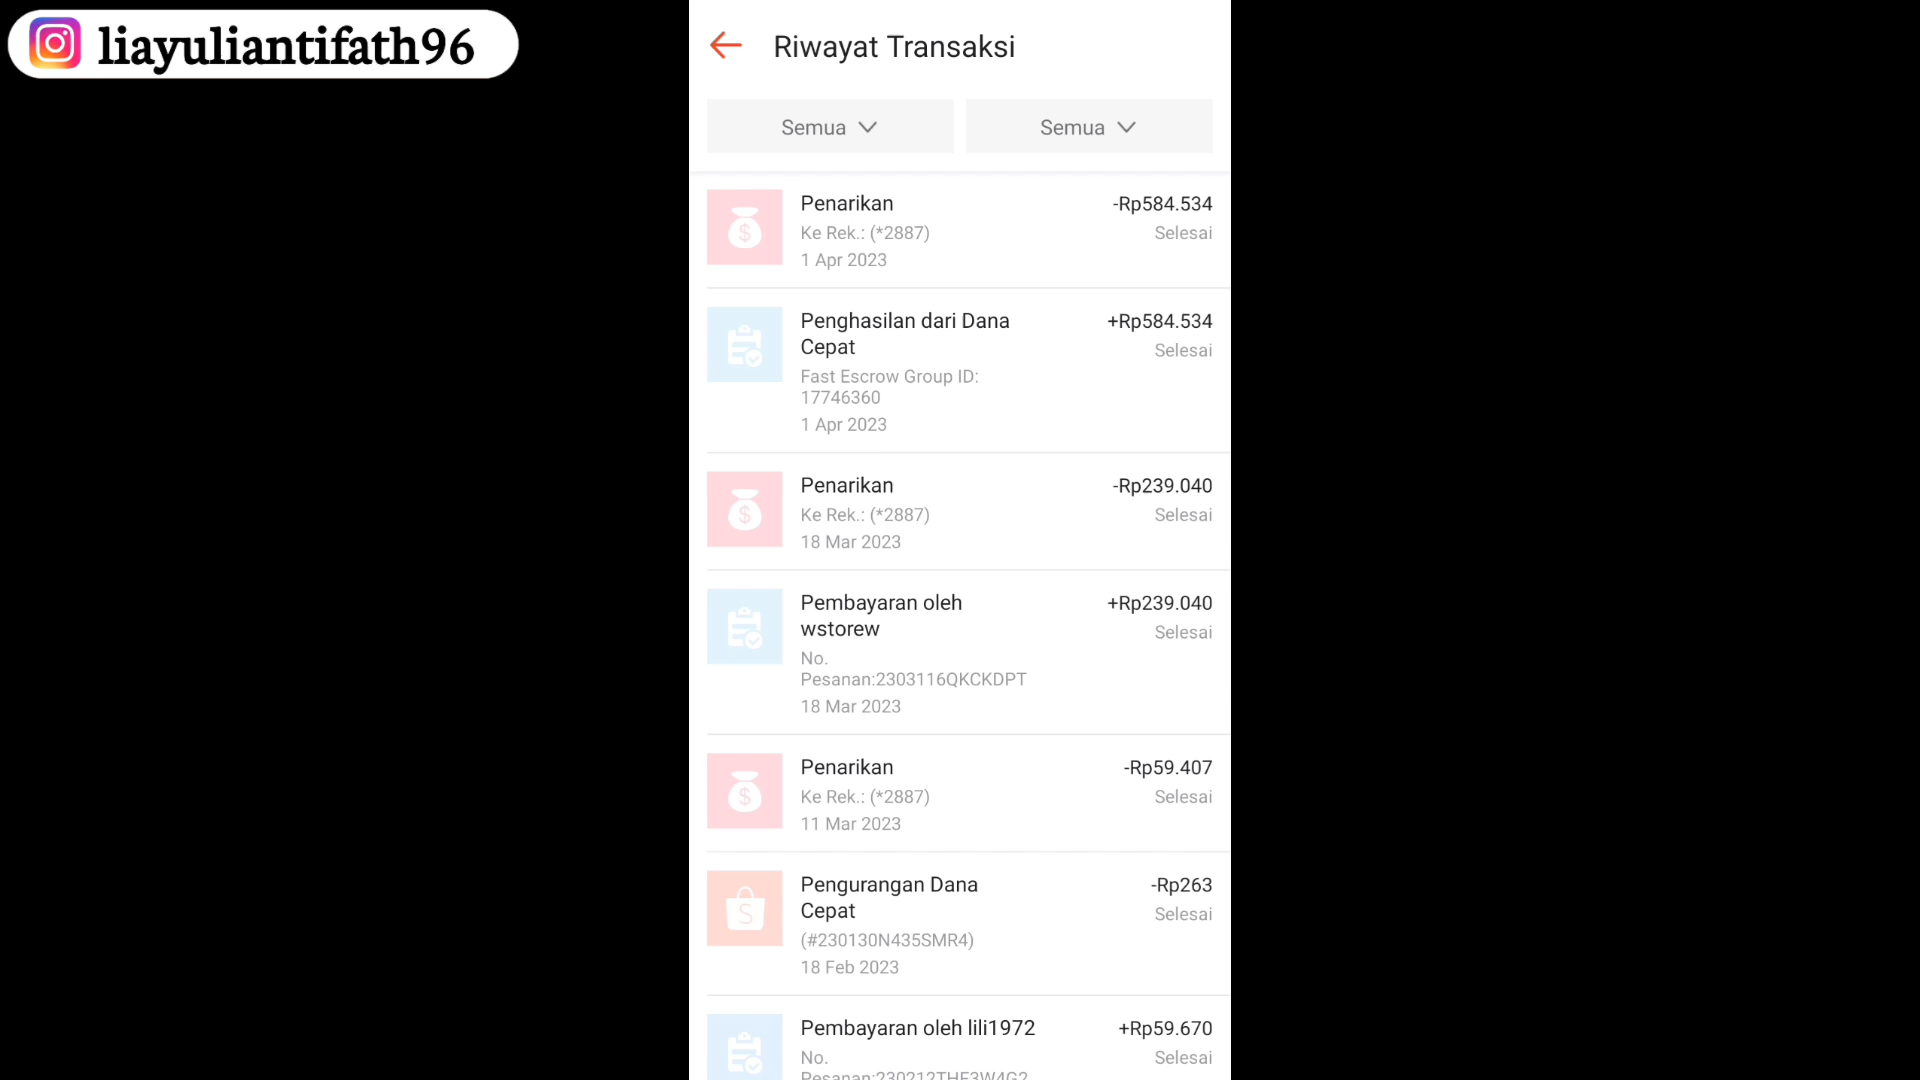 liayuliantifath96
Riwayat Transaksi
Semua
Semua
Penarikan
-Rp584.534
Ke Rek.: (*2887)
Selesai
1 Apr 2023
Penghasilan dari Dana
Cepat
+Rp584.534
Selesai
Fast Escrow Group ID:
17746360
1 Apr 2023
Penarikan
-Rp239.040
Ke Rek.: (*2887)
Selesai
18 Mar 2023
Pembayaran oleh
wstorew
+Rp239.040
Selesai
No.
Pesanan:2303116QKCKDPT
18 Mar 2023
Penarikan
-Rp59.407
Ke Rek.: (*2887)
Selesai
11 Mar 2023
Pengurangan Dana
Cepat
-Rp263
Selesai
(#230130N435SMR4)
18 Feb 2023
Pembayaran oleh lili1972
+Rp59.670
No.
Selesai